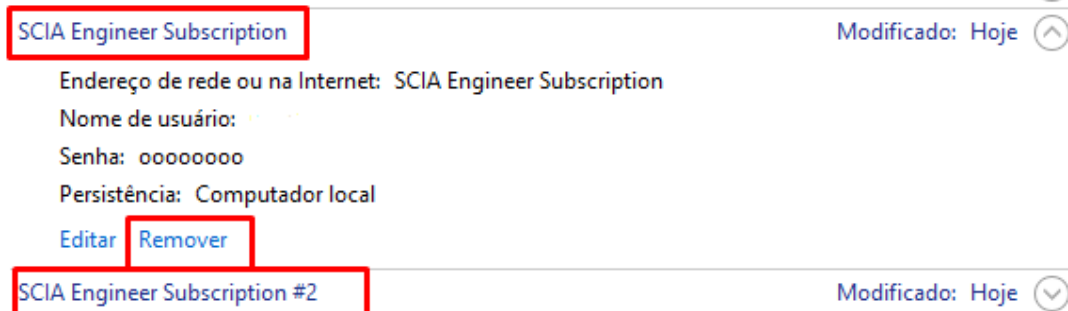 SCIA Engineer Subscription Modificado: Hoje
Endereço de rede ou na Internet: SCIA Engineer Subscription
Nome de usuário:
Senha: oooooooo
Persistência: Computador local
Editar Remover
SCIA Engineer Subscription #2 Modificado: Hoje